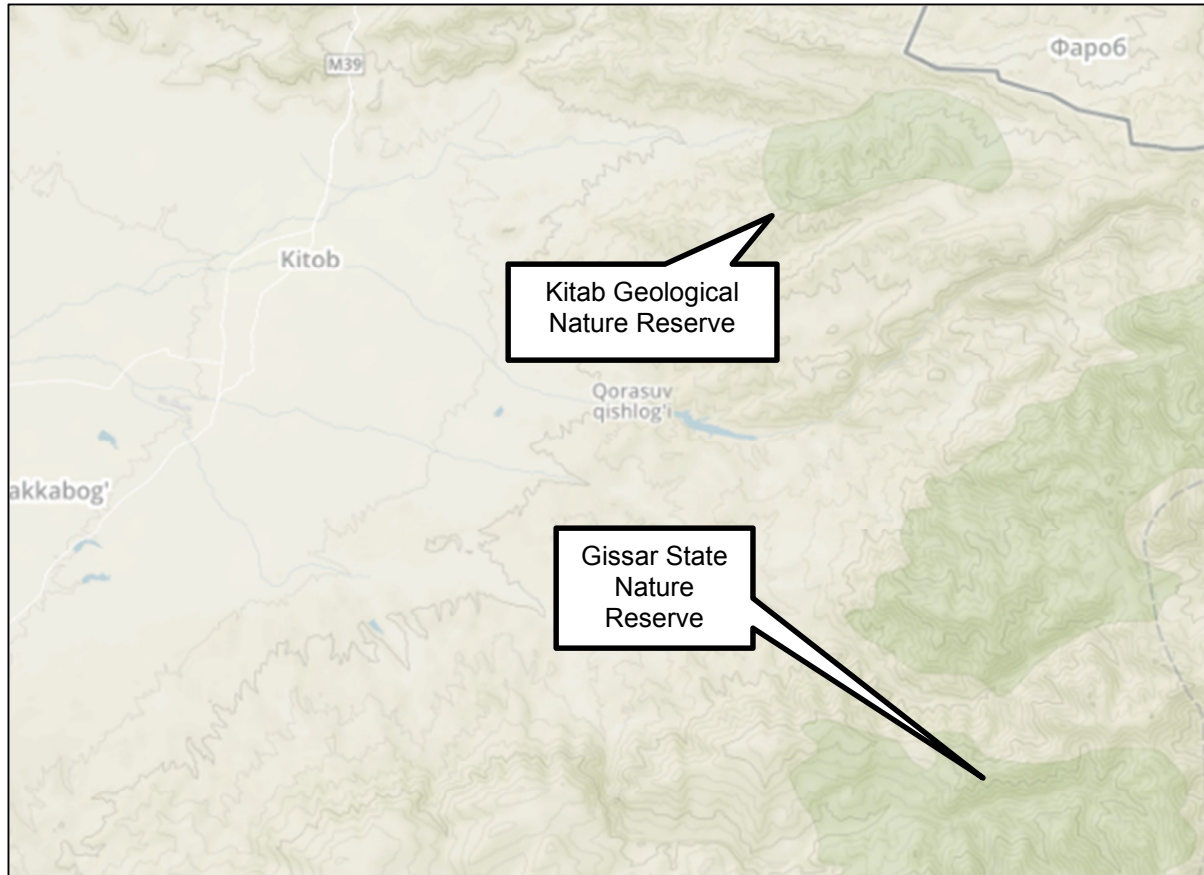 Фароб
M39
Kitob
Kitab Geological
Nature Reserve
Qorasuv
qishlog'i
akkabog'
Gissar State
Nature
Reserve